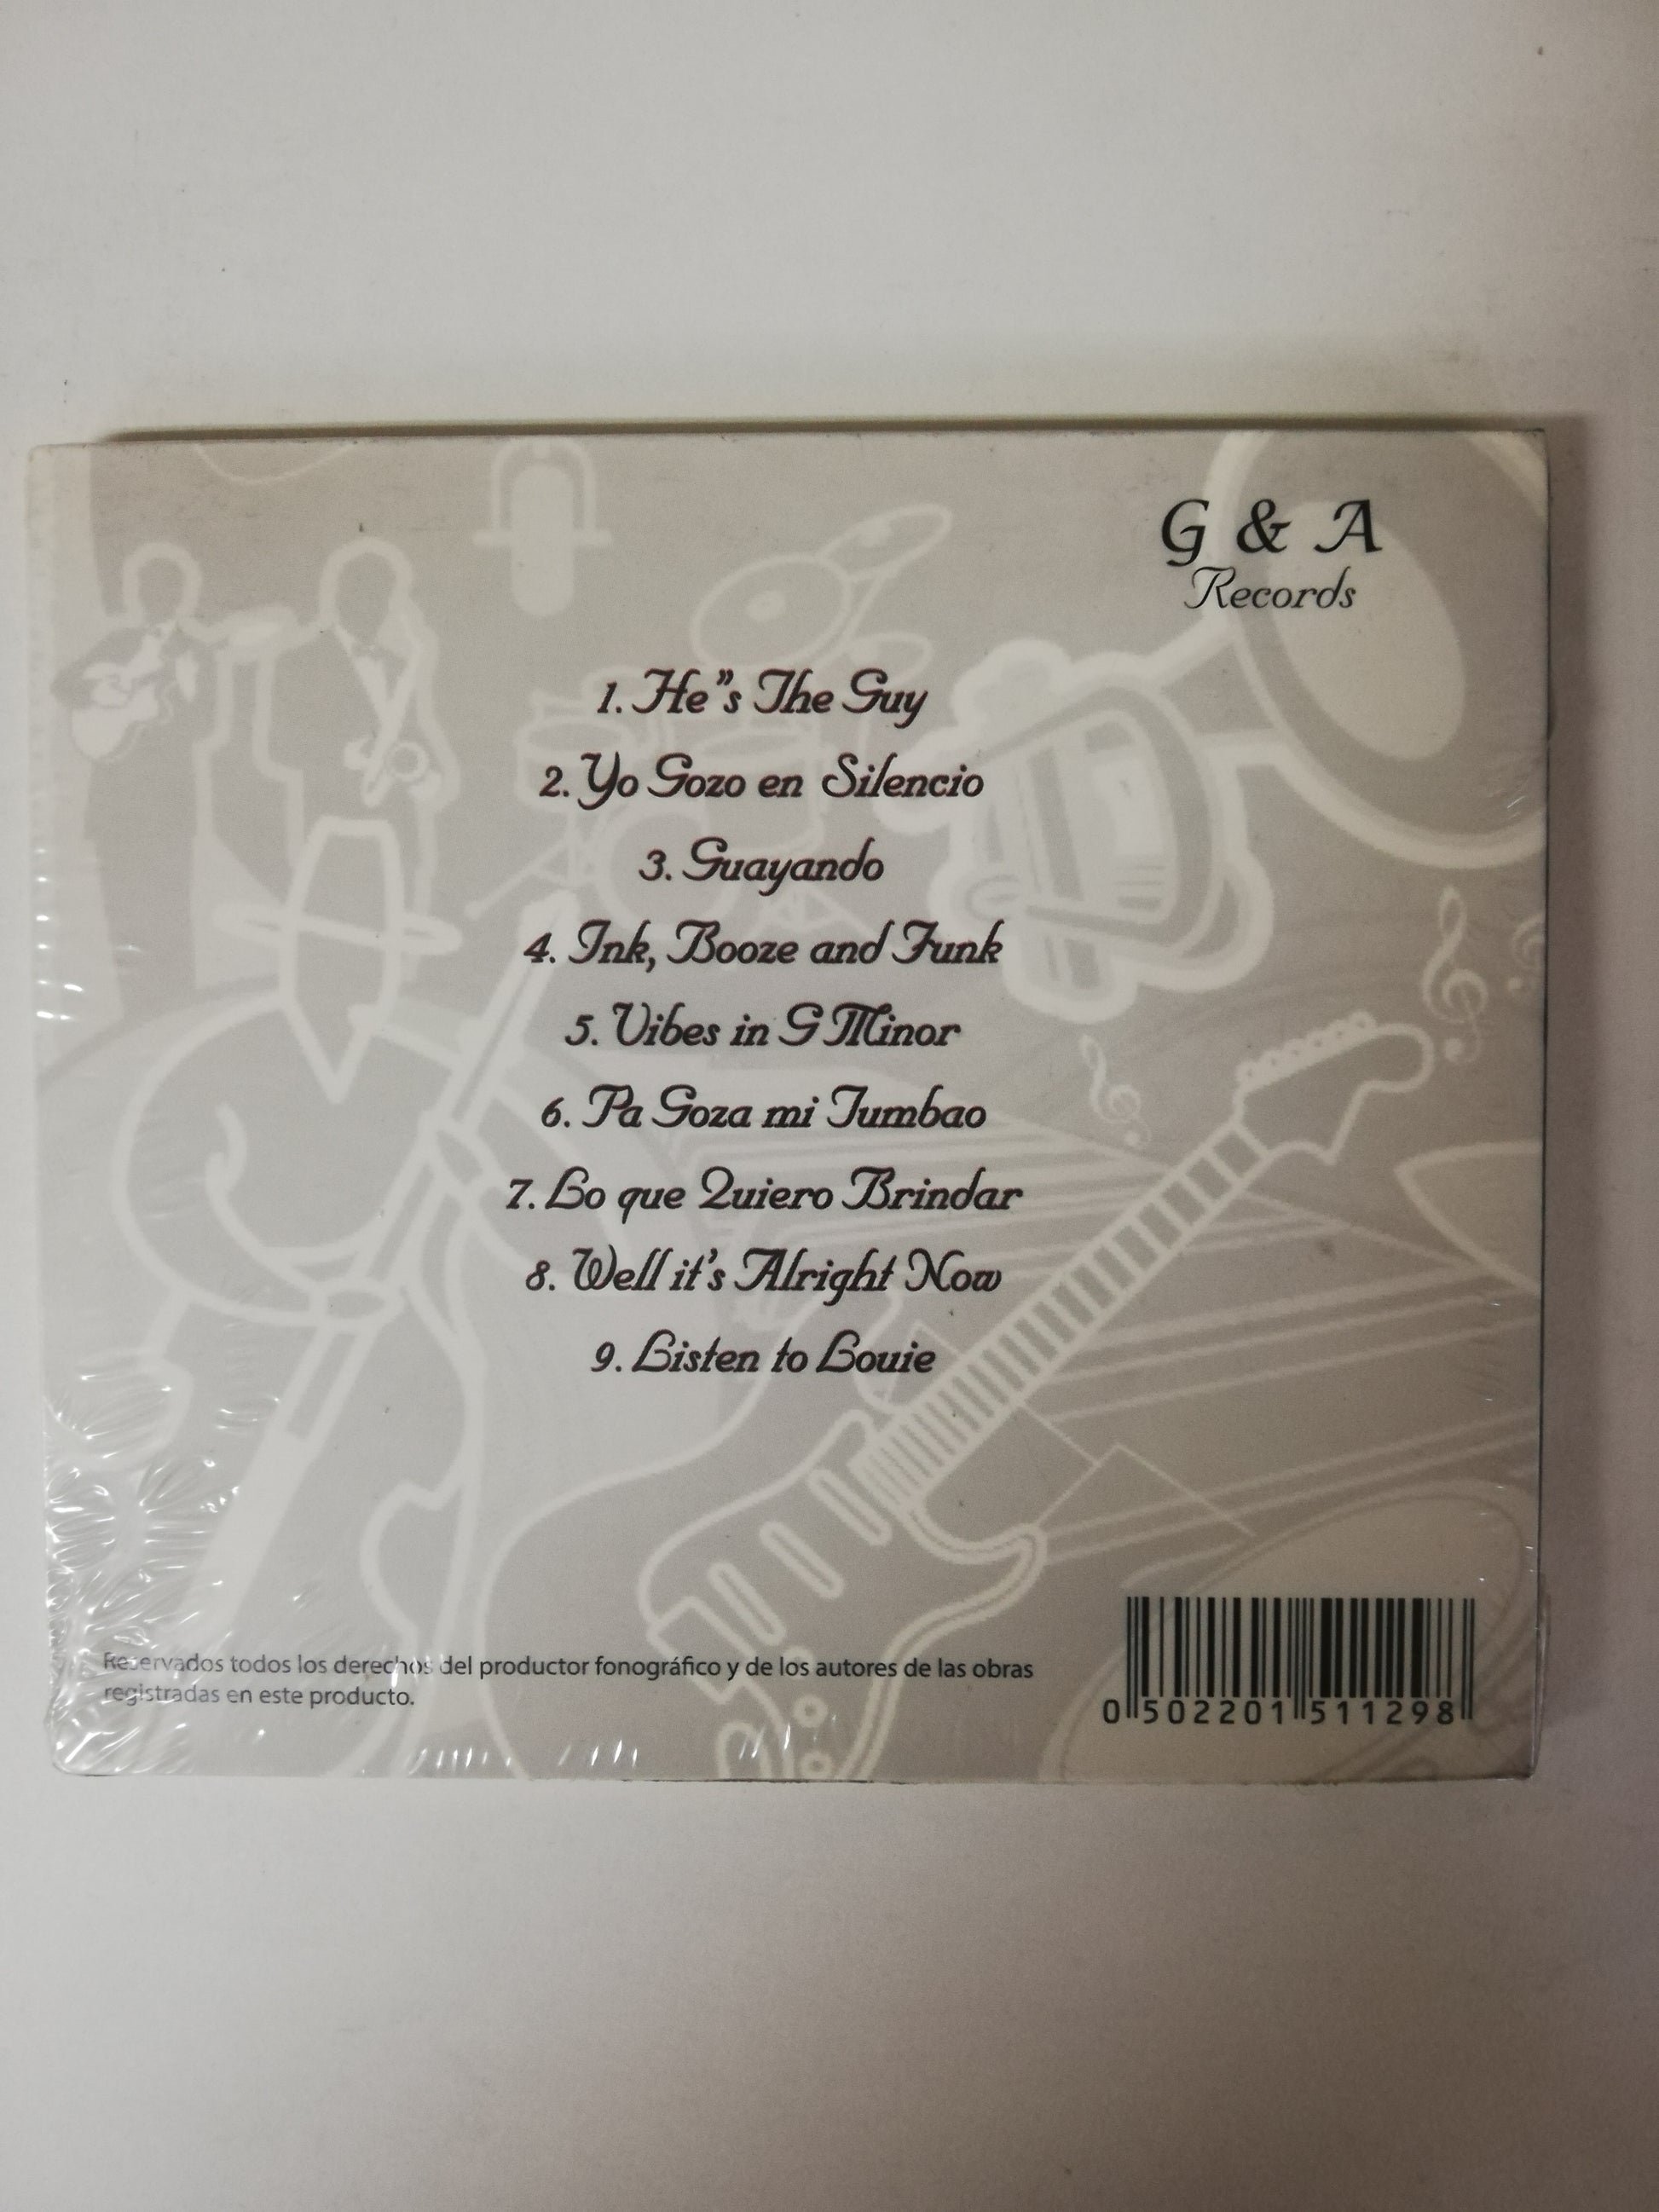 G & A
Records
1. He"s The Guy
2. Yo Gozo en Silencio
3. Guayando
4. Ink, Booze and Funk
5. Vibes in G Minor
6. Pa Goza mi Tumbao
7. Lo que Quiero Brindar
8. Well it's Alright Now
9. Listen to Louie
Reservados todos los derechos del productor fonográfico y de los autores de las obras
registradas en este producto.
0 502201 511298